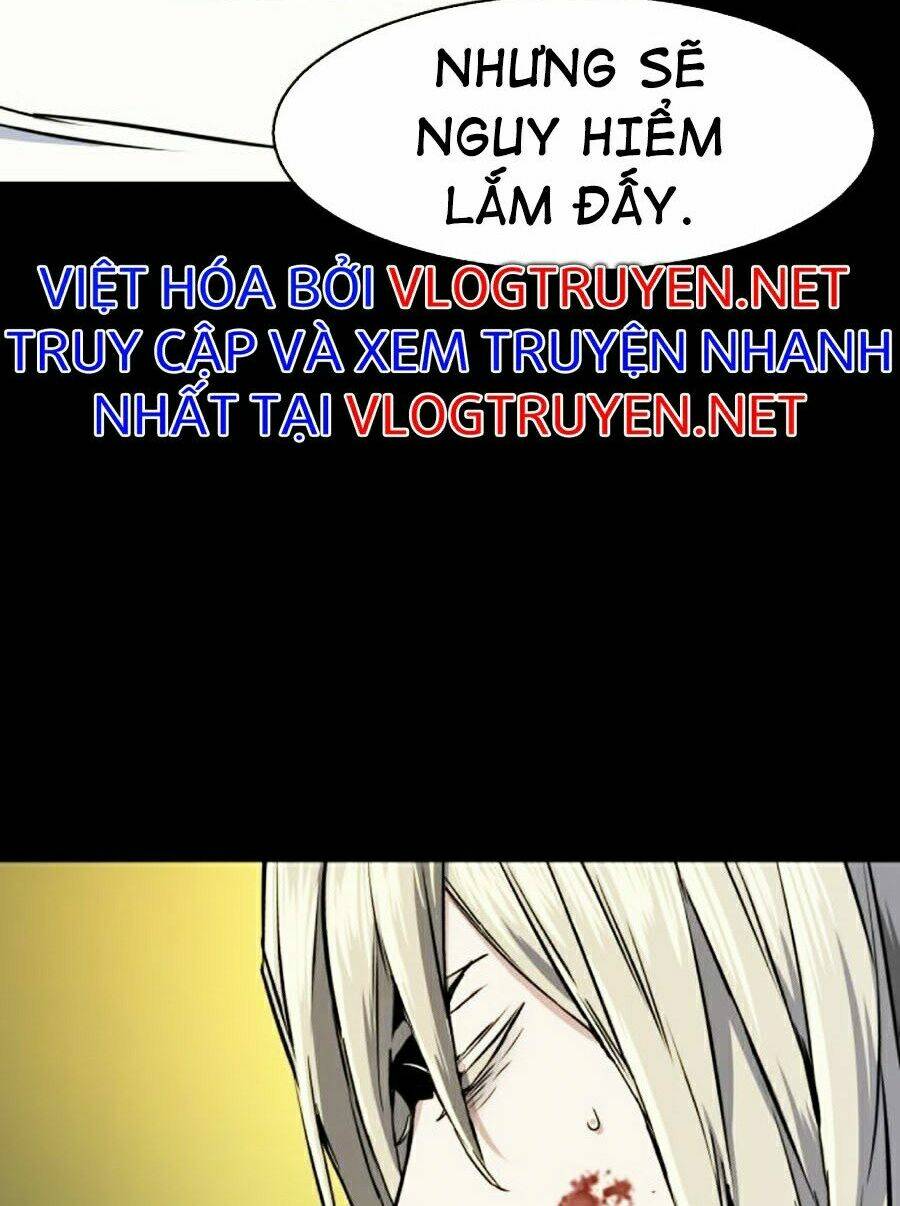 NHƯNG SẼ
NGUY HIỂM
LẮM ĐẤY.
VIỆT HÓA BỞI VLOGTRUYEN.NET
TRUY CẬP VÀ XEM TRUYỆN NHANH
NHẤT TẠI VLOGTRUYEN.NET